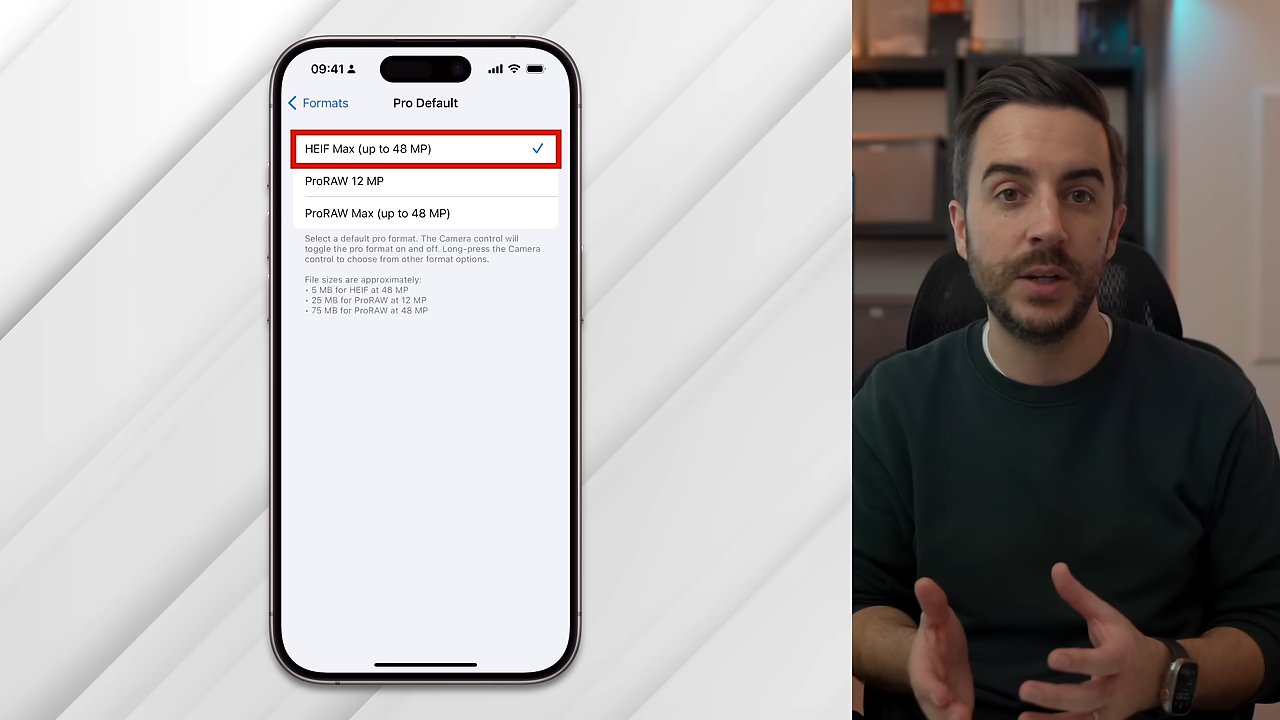 09:41
Formats
Pro Default
HEIF Max (up to 48 MP)
ProRAW 12 MP
ProRAW Max (up to 48 MP)
Select a default pro format. The Camera control will
toggle the pro format on and off. Long-press the Camera
control to choose from other format options.
File sizes are approximately:
• 5 MB for HEIF at 48 MP
• 25 MB for ProRAW at 12 MP
• 75 MB for ProRAW at 48 MP